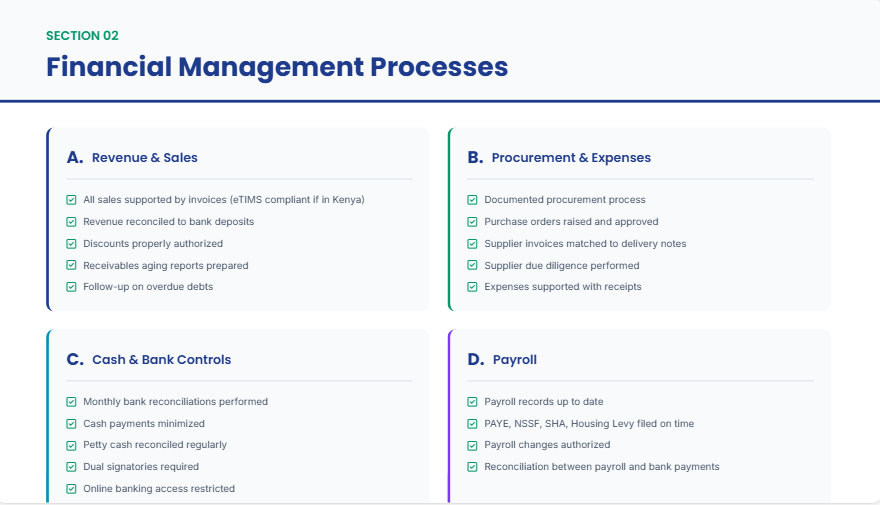 SECTION 02
Financial Management Processes
A. Revenue & Sales
All sales supported by invoices (eTIMS compliant if in Kenya)
Revenue reconciled to bank deposits
Discounts properly authorized
Receivables aging reports prepared
Follow-up on overdue debts
B. Procurement & Expenses
Documented procurement process
Purchase orders raised and approved
Supplier invoices matched to delivery notes
Supplier due diligence performed
Expenses supported with receipts
C. Cash & Bank Controls
Monthly bank reconciliations performed
Cash payments minimized
Petty cash reconciled regularly
Dual signatories required
Online banking access restricted
D. Payroll
Payroll records up to date
PAYE, NSSF, SHA, Housing Levy filed on time
Payroll changes authorized
Reconciliation between payroll and bank payments